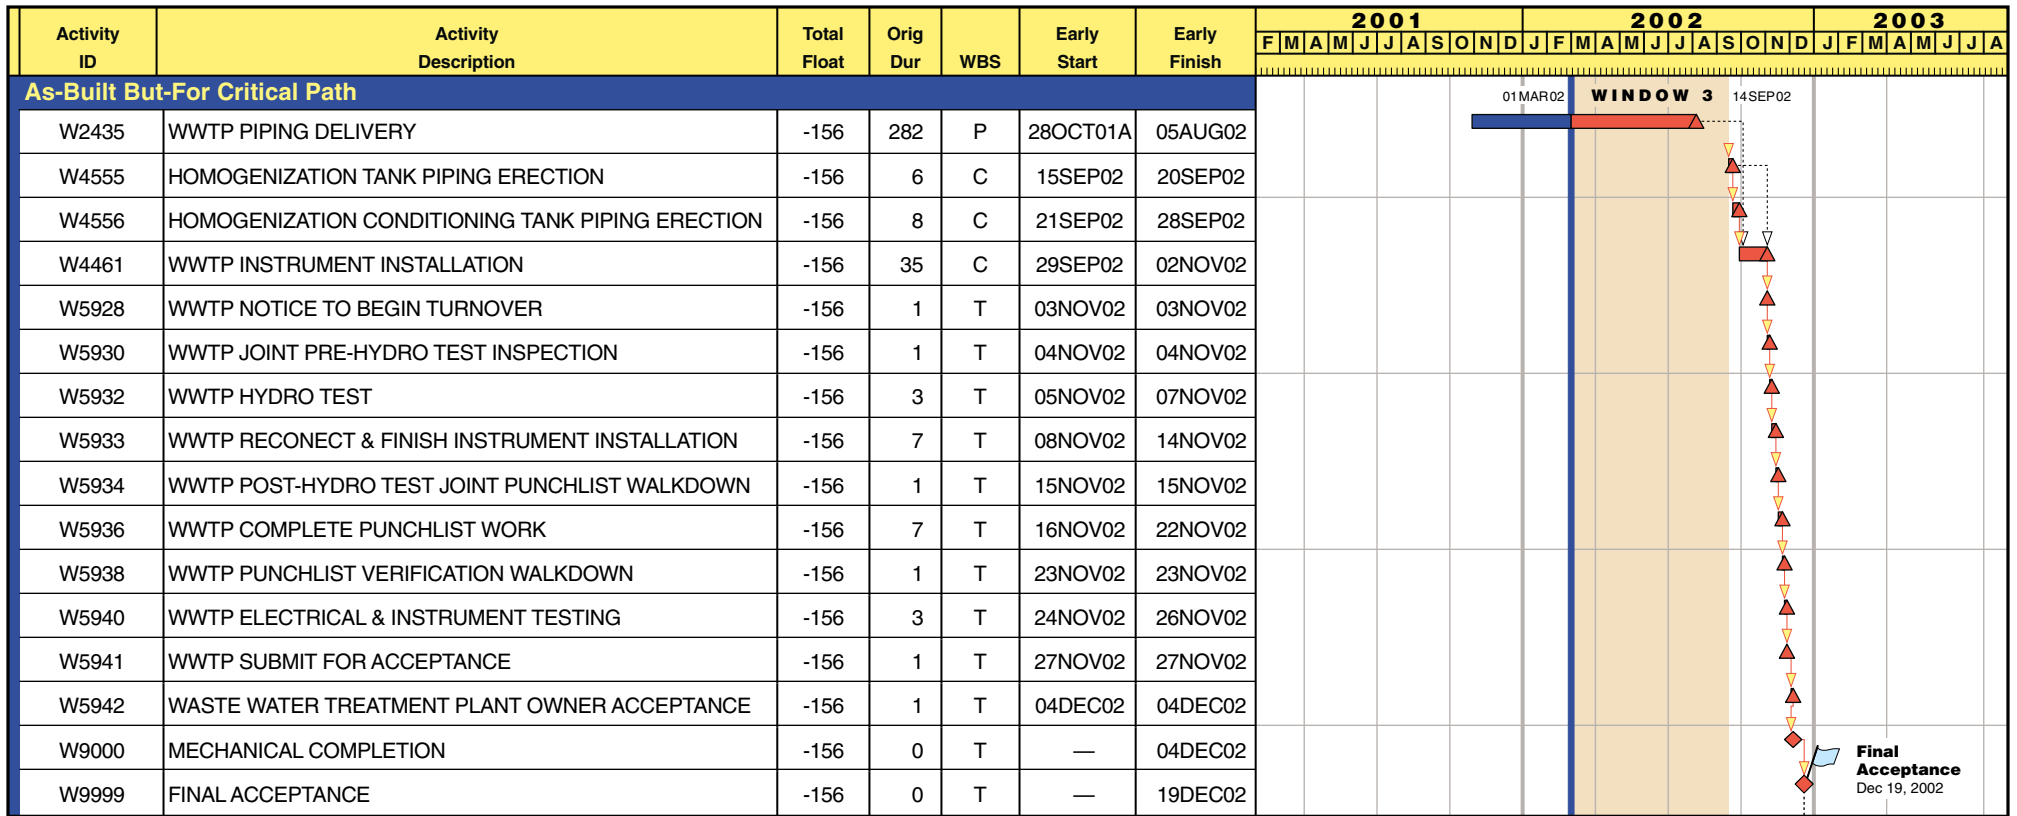 Activity ID Activity Description Total Float Orig Dur WBS Early Start Early Finish
2001 2002 2003
F M A M J J A S O N D J F M A M J J A S O N D J F M A M J J A
As-Built But-For Critical Path
01MAR02 WINDOW 3 14SEP02
W2435 WWTP PIPING DELIVERY -156 282 P 28OCT01A 05AUG02
W4555 HOMOGENIZATION TANK PIPING ERECTION -156 6 C 15SEP02 20SEP02
W4556 HOMOGENIZATION CONDITIONING TANK PIPING ERECTION -156 8 C 21SEP02 28SEP02
W4461 WWTP INSTRUMENT INSTALLATION -156 35 C 29SEP02 02NOV02
W5928 WWTP NOTICE TO BEGIN TURNOVER -156 1 T 03NOV02 03NOV02
W5930 WWTP JOINT PRE-HYDRO TEST INSPECTION -156 1 T 04NOV02 04NOV02
W5932 WWTP HYDRO TEST -156 3 T 05NOV02 07NOV02
W5933 WWTP RECONECT & FINISH INSTRUMENT INSTALLATION -156 7 T 08NOV02 14NOV02
W5934 WWTP POST-HYDRO TEST JOINT PUNCHLIST WALKDOWN -156 1 T 15NOV02 15NOV02
W5936 WWTP COMPLETE PUNCHLIST WORK -156 7 T 16NOV02 22NOV02
W5938 WWTP PUNCHLIST VERIFICATION WALKDOWN -156 1 T 23NOV02 23NOV02
W5940 WWTP ELECTRICAL & INSTRUMENT TESTING -156 3 T 24NOV02 26NOV02
W5941 WWTP SUBMIT FOR ACCEPTANCE -156 1 T 27NOV02 27NOV02
W5942 WASTE WATER TREATMENT PLANT OWNER ACCEPTANCE -156 1 T 04DEC02 04DEC02
W9000 MECHANICAL COMPLETION -156 0 T — 04DEC02
W9999 FINAL ACCEPTANCE -156 0 T — 19DEC02
Final
Acceptance
Dec 19, 2002